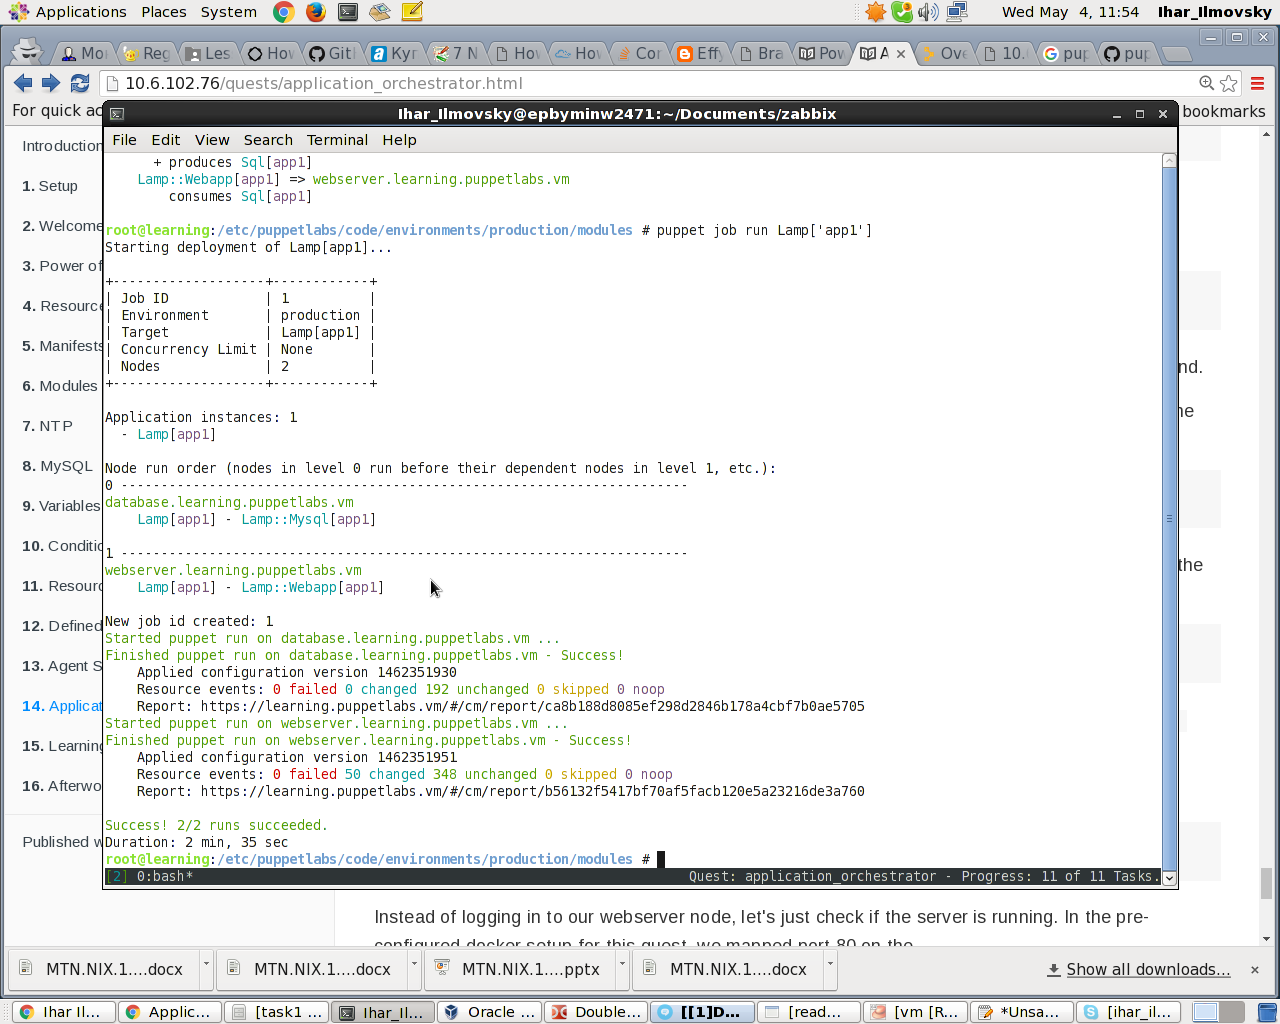 Applications Places System Wed May 4, 11:54 Ihar_Ilmovsky
Mo Reg Les Hov Git Kyr 7 N Hov Hov Cor Effy Bra Pov A Ove 10. pup pup
10.6.102.76/quests/application_orchestrator.html
For quick ac bookmarks
Ihar_Ilmovsky@epbyminw2471:~/Documents/zabbix
File Edit View Search Terminal Help
Introduction
1. Setup
2. Welcome
3. Power of
4. Resource
5. Manifests
6. Modules
7. NTP
8. MySQL
9. Variables
10. Conditio
11. Resourc
12. Defined
13. Agent S
14. Applicat
15. Learning
16. Afterwo
Published w
+ produces Sql[app1]
Lamp::Webapp[app1] => webserver.learning.puppetlabs.vm
consumes Sql[app1]
root@learning:/etc/puppetlabs/code/environments/production/modules # puppet job run Lamp['app1']
Starting deployment of Lamp[app1]...
+------------------+------------+
| Job ID | 1 |
| Environment | production |
| Target | Lamp[app1] |
| Concurrency Limit | None |
| Nodes | 2 |
+------------------+------------+
Application instances: 1
- Lamp[app1]
Node run order (nodes in level 0 run before their dependent nodes in level 1, etc.):
0 -----------------------------------------------------------------------
database.learning.puppetlabs.vm
Lamp[app1] - Lamp::Mysql[app1]
1 -----------------------------------------------------------------------
webserver.learning.puppetlabs.vm
Lamp[app1] - Lamp::Webapp[app1]
New job id created: 1
Started puppet run on database.learning.puppetlabs.vm ...
Finished puppet run on database.learning.puppetlabs.vm - Success!
Applied configuration version 1462351930
Resource events: 0 failed 0 changed 192 unchanged 0 skipped 0 noop
Report: https://learning.puppetlabs.vm/#/cm/report/ca8b188d8085ef298d2846b178a4cbf7b0ae5705
Started puppet run on webserver.learning.puppetlabs.vm ...
Finished puppet run on webserver.learning.puppetlabs.vm - Success!
Applied configuration version 1462351951
Resource events: 0 failed 50 changed 348 unchanged 0 skipped 0 noop
Report: https://learning.puppetlabs.vm/#/cm/report/b56132f5417bf70af5facb120e5a23216de3a760
Success! 2/2 runs succeeded.
Duration: 2 min, 35 sec
root@learning:/etc/puppetlabs/code/environments/production/modules #
[2] 0:bash* Quest: application_orchestrator - Progress: 11 of 11 Tasks.
nd.
ne
the
Instead of logging in to our webserver node, let's just check if the server is running. In the pre-
configured docker setup for this quest, we mapped port 80 on the
MTN.NIX.1....docx MTN.NIX.1....docx MTN.NIX.1....pptx MTN.NIX.1....docx Show all downloads...
Ihar Il... Applic... [task1 ... Ihar_Il... Oracle ... Double... [[1]D... [read... [vm [R... *Unsa... [ihar_il...